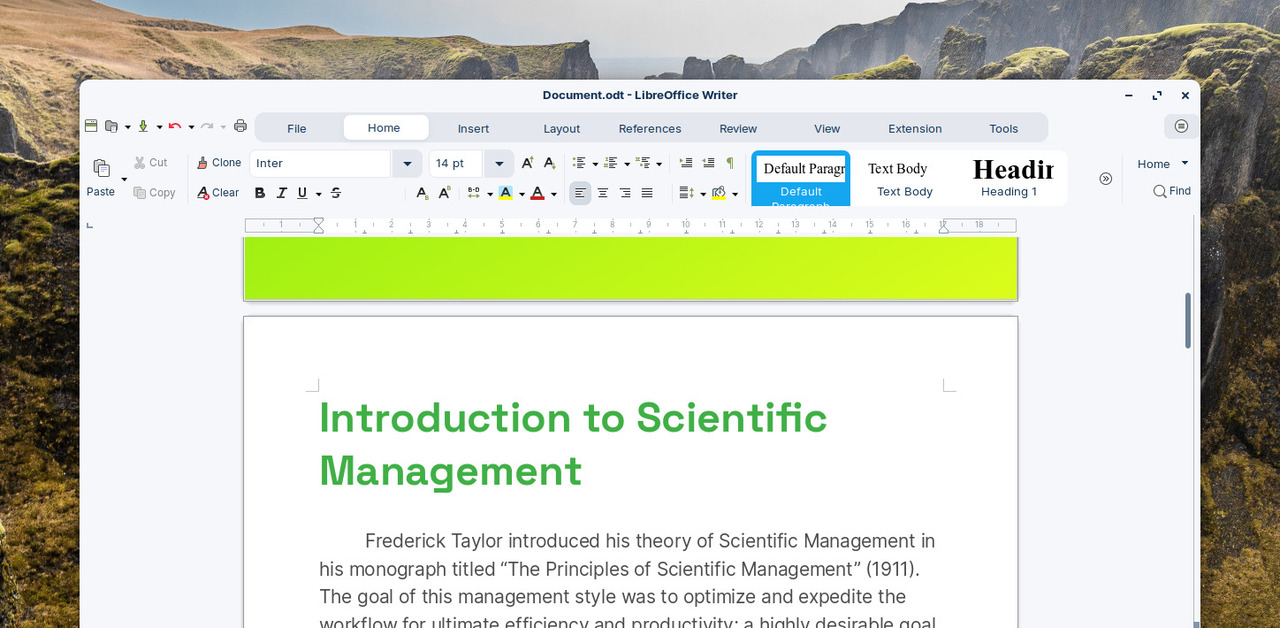 Document.odt - LibreOffice Writer
File Home Insert Layout References Review View Extension Tools
Cut Clone Inter 14 pt Home
Paste Copy Clear B I U S Find
Default Paragr Text Body Headin
Default Paragraph Text Body Heading 1
1 1 2 3 4 5 6 7 8 9 10 11 12 13 14 15 16 17 18
Introduction to Scientific
Management
Frederick Taylor introduced his theory of Scientific Management in
his monograph titled “The Principles of Scientific Management” (1911).
The goal of this management style was to optimize and expedite the
workflow for ultimate efficiency and productivity; a highly desirable goal